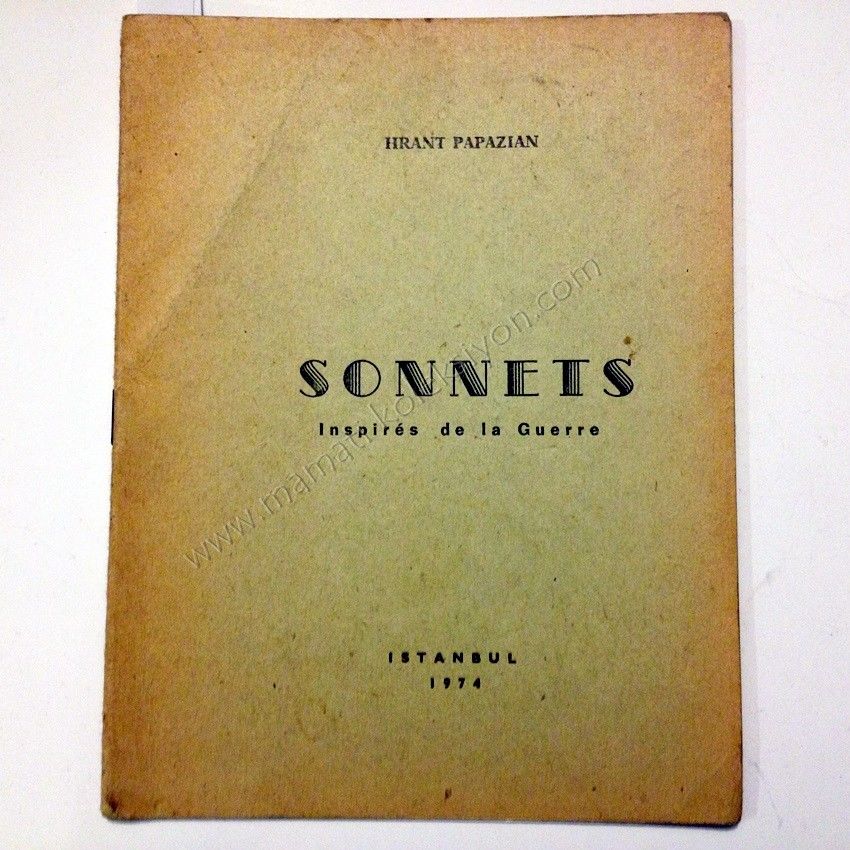 HRANT PAPAZIAN
SONNETS
Inspirés de la Guerre
ISTANBUL
1974